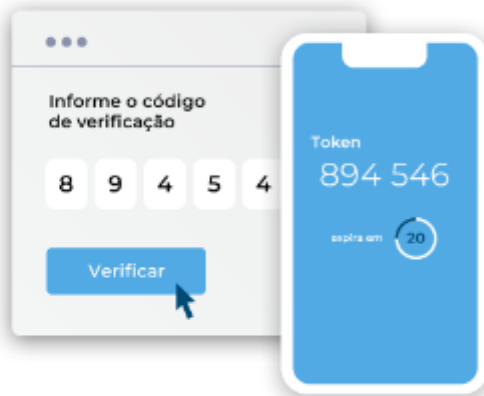 Informe o código
de verificação
8 9 4 5 4
Verificar
Token
894 546
expira em 20